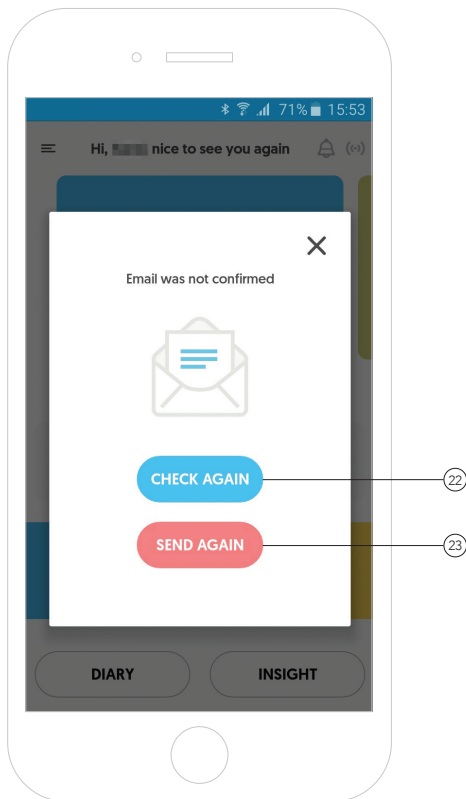 71% 15:53
Hi, nice to see you again
Email was not confirmed
CHECK AGAIN
22
SEND AGAIN
23
DIARY INSIGHT